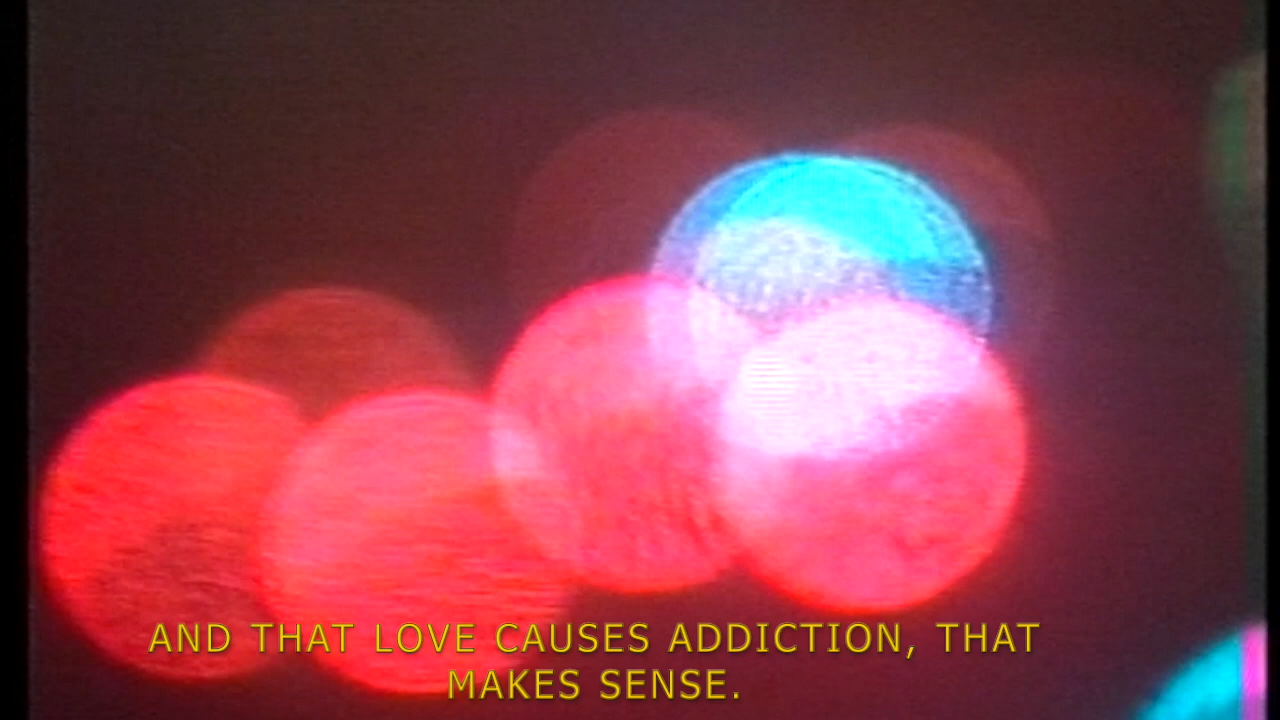 AND THAT LOVE CAUSES ADDICTION, THAT
MAKES SENSE.